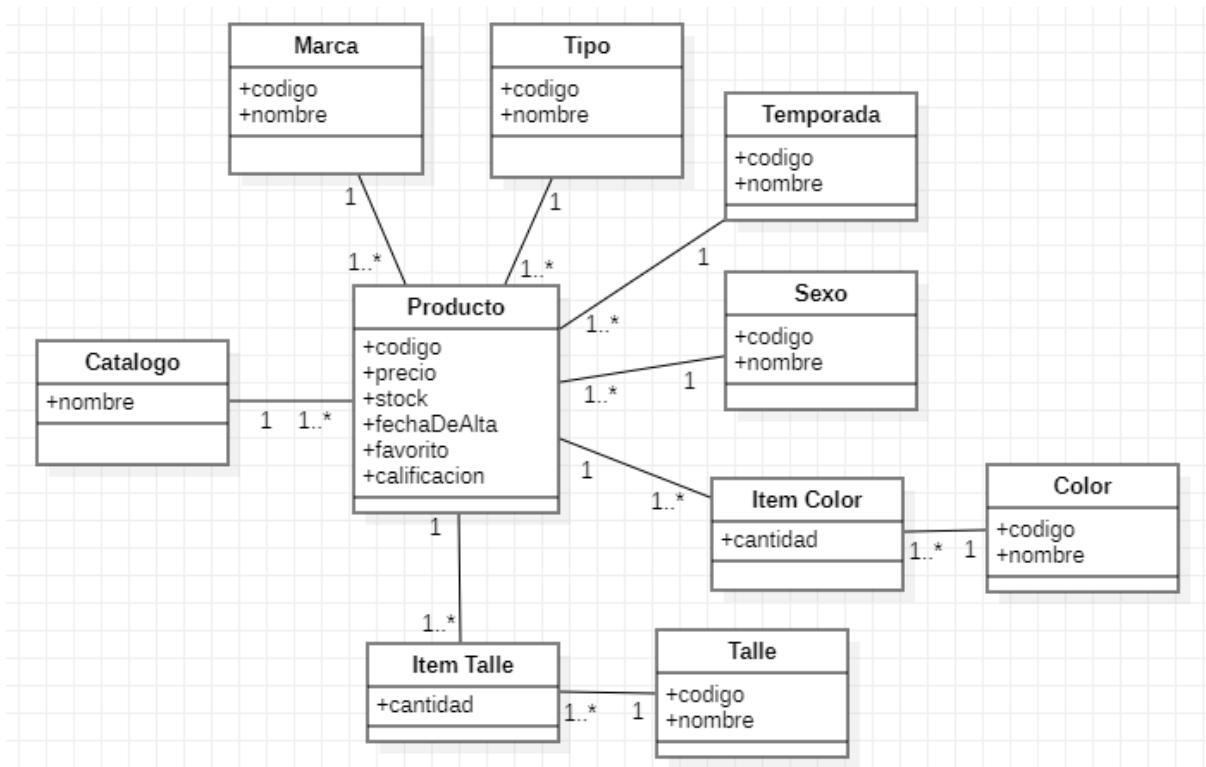 Marca
+codigo
+nombre
1
1..*
Tipo
+codigo
+nombre
1
1..*
Temporada
+codigo
+nombre
1
1..*
Sexo
+codigo
+nombre
1
1..*
Catalogo
+nombre
1
1..*
Producto
+codigo
+precio
+stock
+fechaDeAlta
+favorito
+calificacion
1
1..*
Item Color
+cantidad
1..*
1
Color
+codigo
+nombre
1
1..*
Item Talle
+cantidad
1..*
1
Talle
+codigo
+nombre